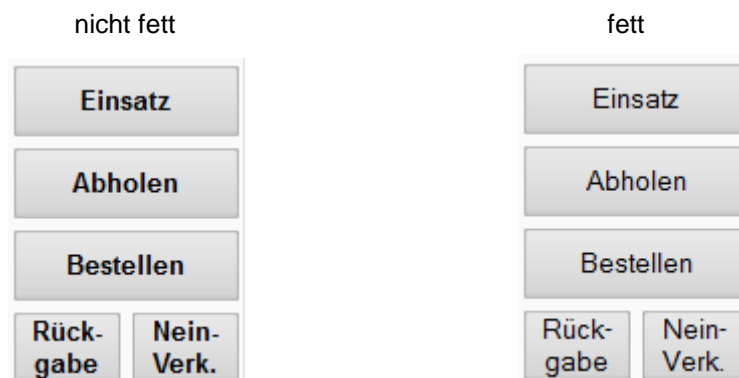 nicht fett
Einsatz
Abholen
Bestellen
Rück-
gabe
Nein-
Verk.
fett
Einsatz
Abholen
Bestellen
Rück-
gabe
Nein-
Verk.